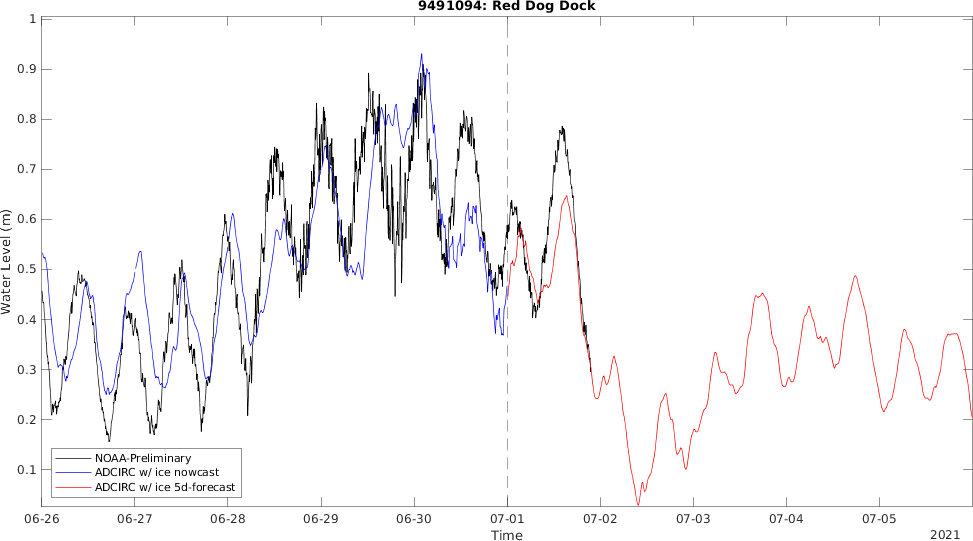 9491094: Red Dog Dock
Water Level (m)
1
0.9
0.8
0.7
0.6
0.5
0.4
0.3
0.2
0.1
NOAA-Preliminary
ADCIRC w/ ice nowcast
ADCIRC w/ ice 5d-forecast
06-26 06-27 06-28 06-29 06-30 07-01 07-02 07-03 07-04 07-05
Time
2021